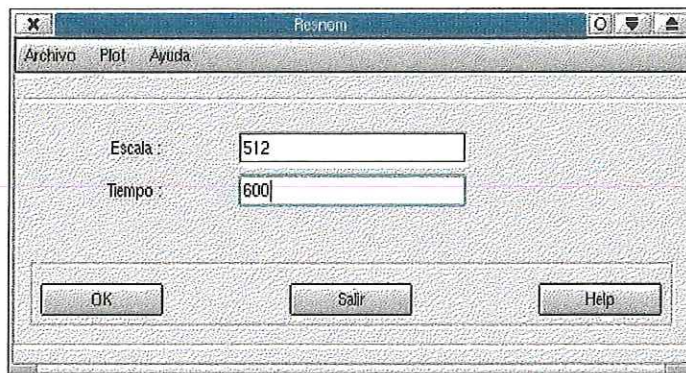 Resnom
Archivo Plot Ayuda
Escala : 512
Tiempo : 600
OK Salir Help